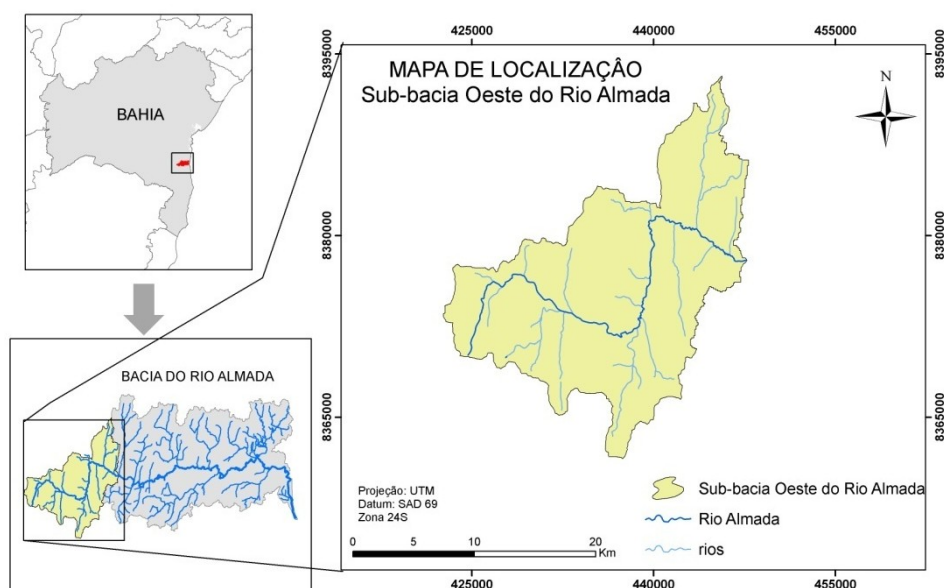 BAHIA
BACIA DO RIO ALMADA
425000 440000 455000
8395000
8380000
8365000
MAPA DE LOCALIZAÇÂO
Sub-bacia Oeste do Rio Almada
N
8395000
8380000
8365000
Projeção: UTM
Datum: SAD 69
Zona 24S
0 5 10 20
Km
Sub-bacia Oeste do Rio Almada
Rio Almada
rios
425000 440000 455000